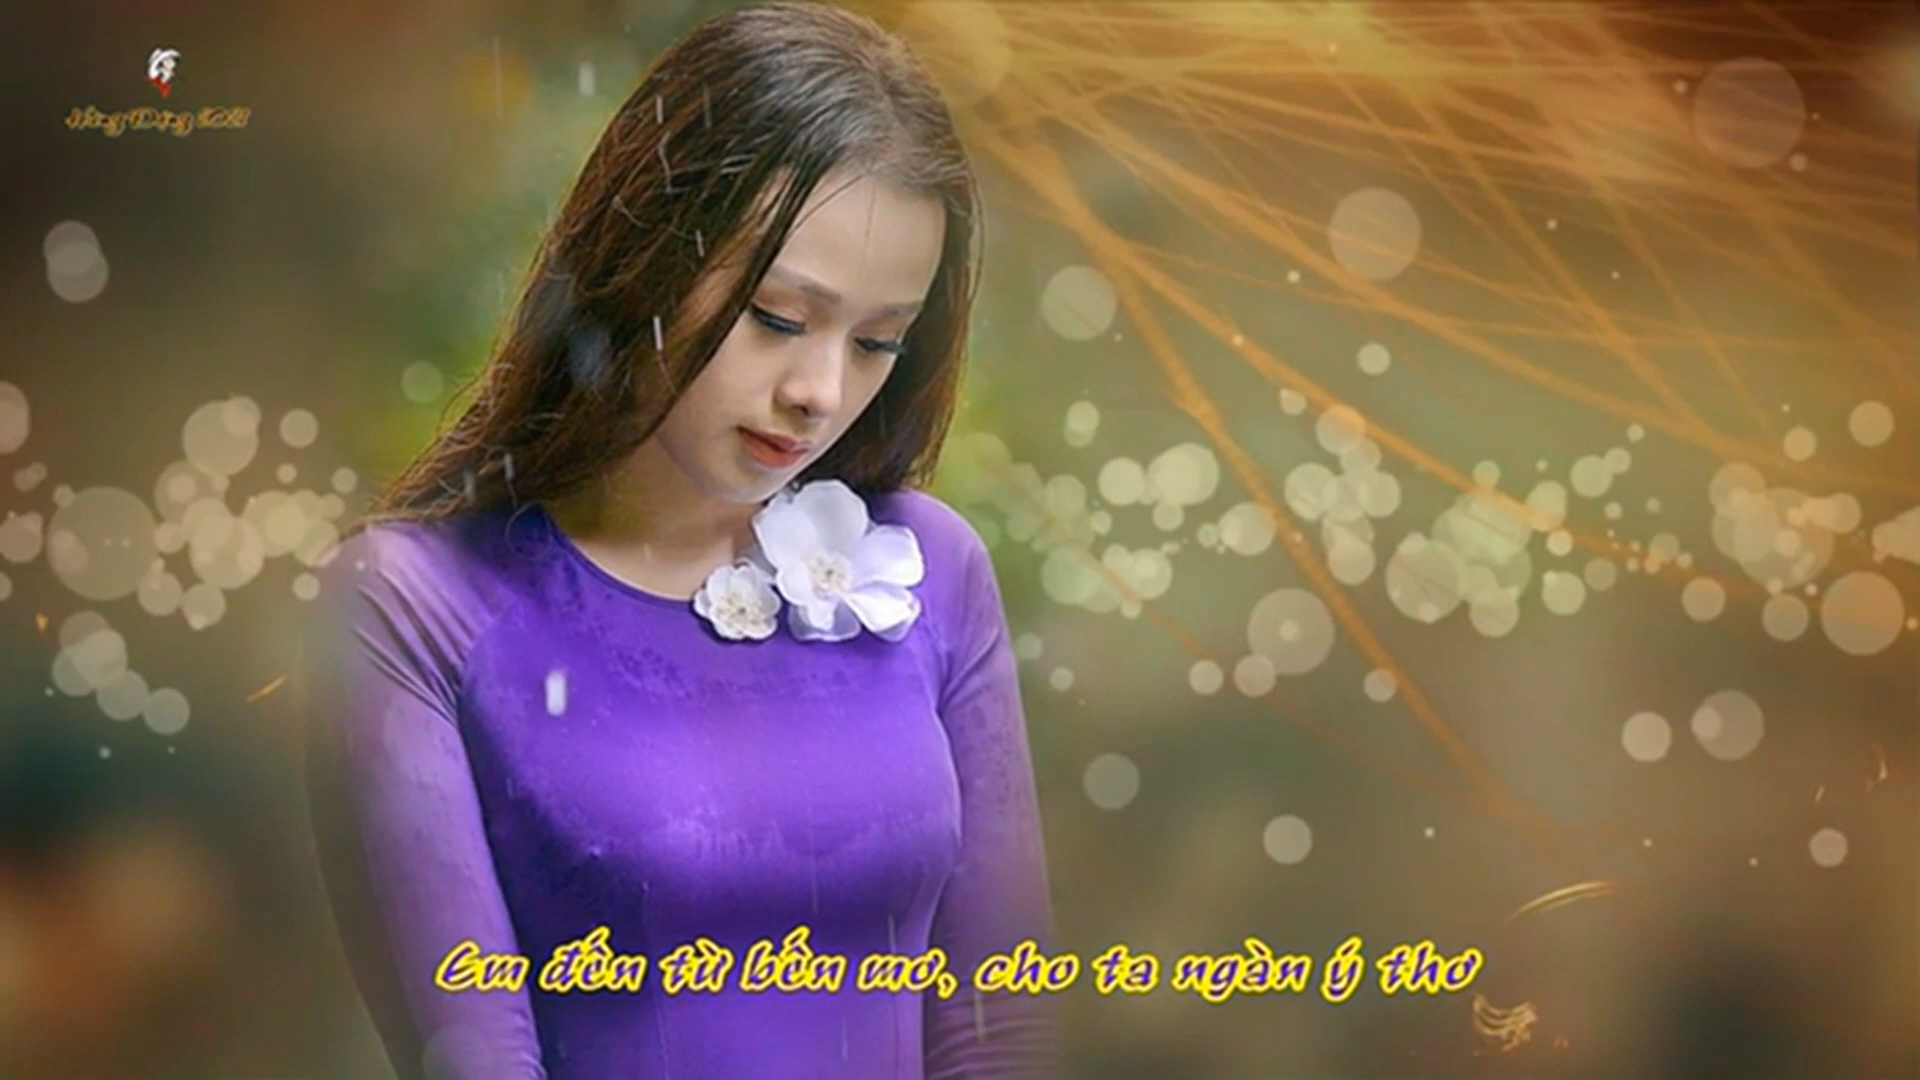 Em đến từ bến mơ, cho ta ngàn ý thơ